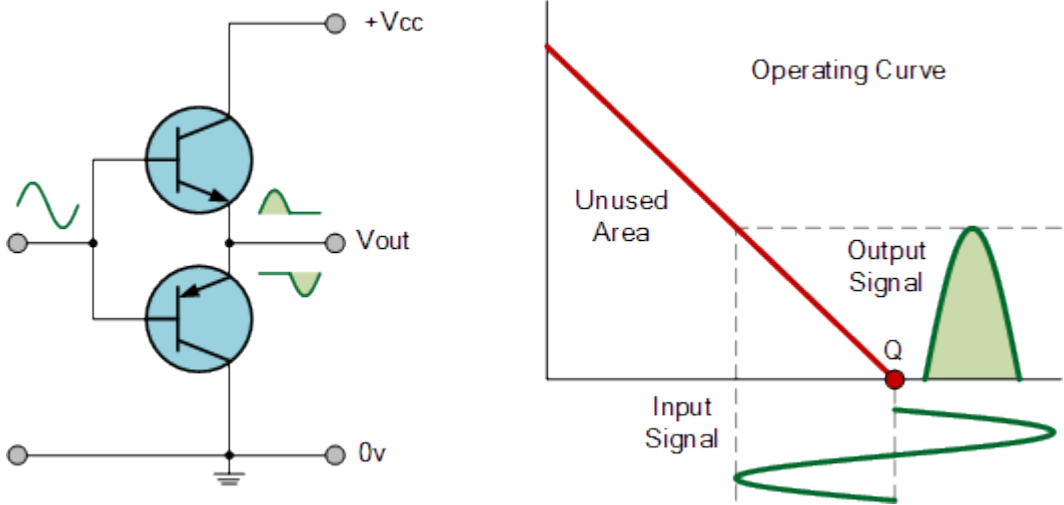 +Vcc
Vout
0v
Operating Curve
Unused
Area
Output
Signal
Q
Input
Signal